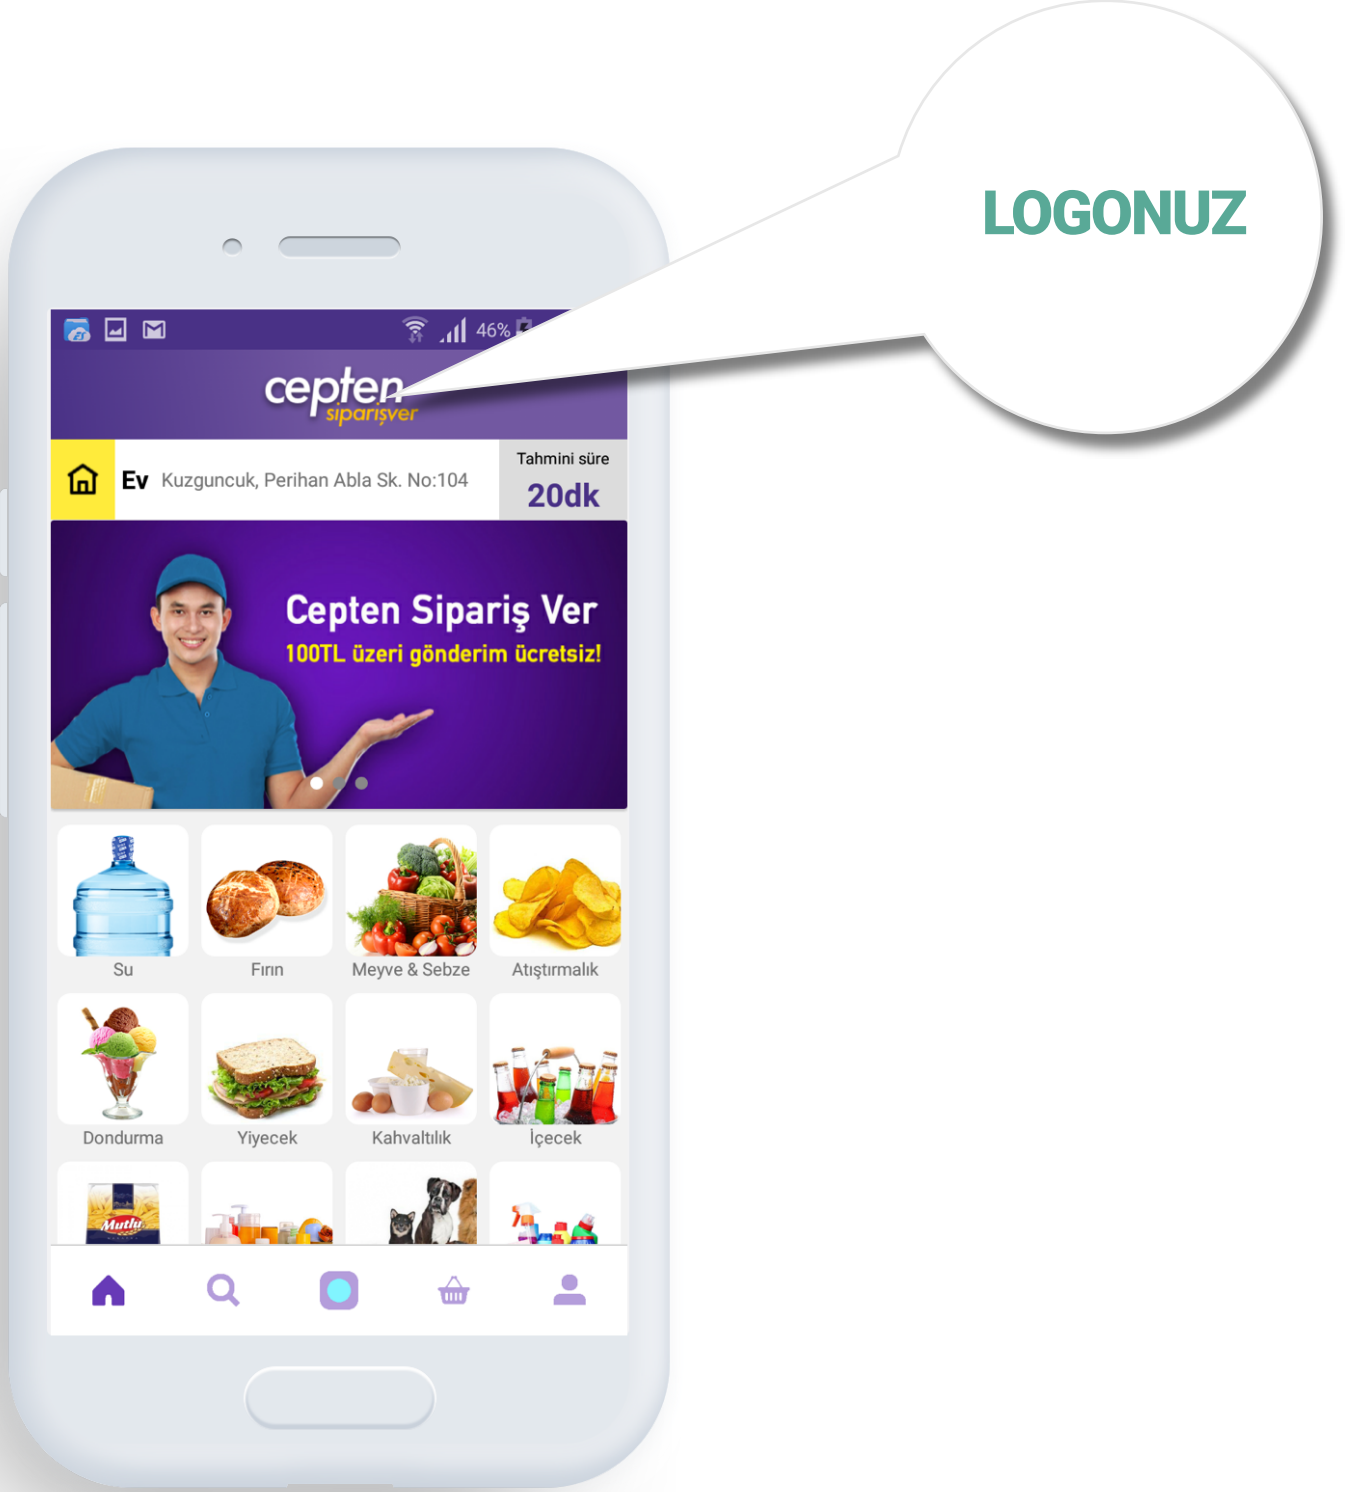 LOGONUZ
46%
cepten
siparişver
Ev Kuzguncuk, Perihan Abla Sk. No:104
Tahmini süre
20dk
Cepten Sipariş Ver
100TL üzeri gönderim ücretsiz!
Su Fırın Meyve & Sebze Atıştırmalık
Dondurma Yiyecek Kahvaltılık İçecek
Mutlu